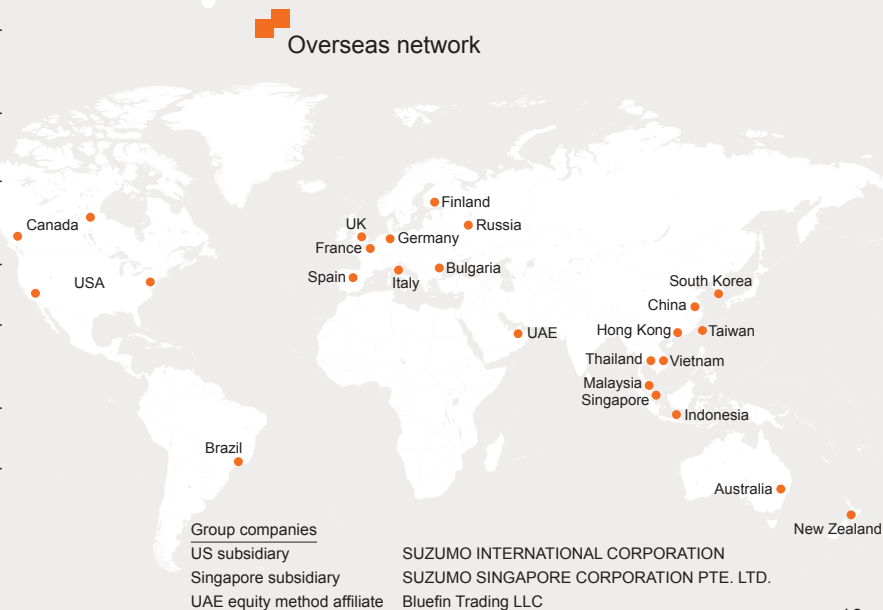 Overseas network
Finland
Canada
UK
Russia
Germany
France
Bulgaria
Spain
Italy
USA
South Korea
China
UAE
Hong Kong
Taiwan
Thailand
Vietnam
Malaysia
Singapore
Indonesia
Brazil
Australia
New Zealand
Group companies
US subsidiary SUZUMO INTERNATIONAL CORPORATION
Singapore subsidiary SUZUMO SINGAPORE CORPORATION PTE. LTD.
UAE equity method affiliate Bluefin Trading LLC